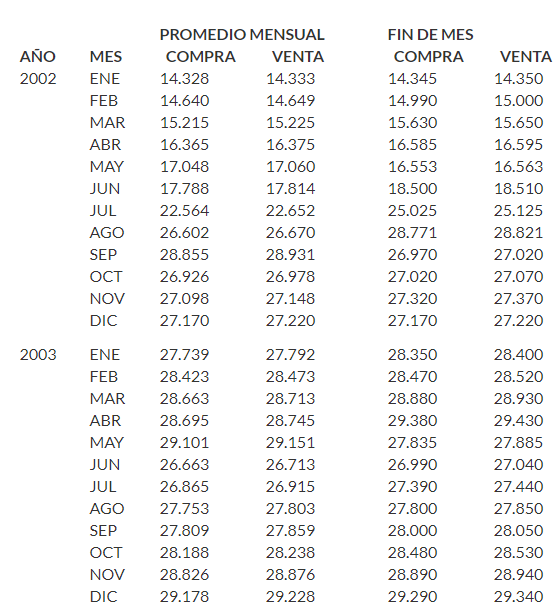 PROMEDIO MENSUAL FIN DE MES
AÑO MES COMPRA VENTA COMPRA VENTA
2002 ENE 14.328 14.333 14.345 14.350
FEB 14.640 14.649 14.990 15.000
MAR 15.215 15.225 15.630 15.650
ABR 16.365 16.375 16.585 16.595
MAY 17.048 17.060 16.553 16.563
JUN 17.788 17.814 18.500 18.510
JUL 22.564 22.652 25.025 25.125
AGO 26.602 26.670 28.771 28.821
SEP 28.855 28.931 26.970 27.020
OCT 26.926 26.978 27.020 27.070
NOV 27.098 27.148 27.320 27.370
DIC 27.170 27.220 27.170 27.220
2003 ENE 27.739 27.792 28.350 28.400
FEB 28.423 28.473 28.470 28.520
MAR 28.663 28.713 28.880 28.930
ABR 28.695 28.745 29.380 29.430
MAY 29.101 29.151 27.835 27.885
JUN 26.663 26.713 26.990 27.040
JUL 26.865 26.915 27.390 27.440
AGO 27.753 27.803 27.800 27.850
SEP 27.809 27.859 28.000 28.050
OCT 28.188 28.238 28.480 28.530
NOV 28.826 28.876 28.890 28.940
DIC 29.178 29.228 29.290 29.340